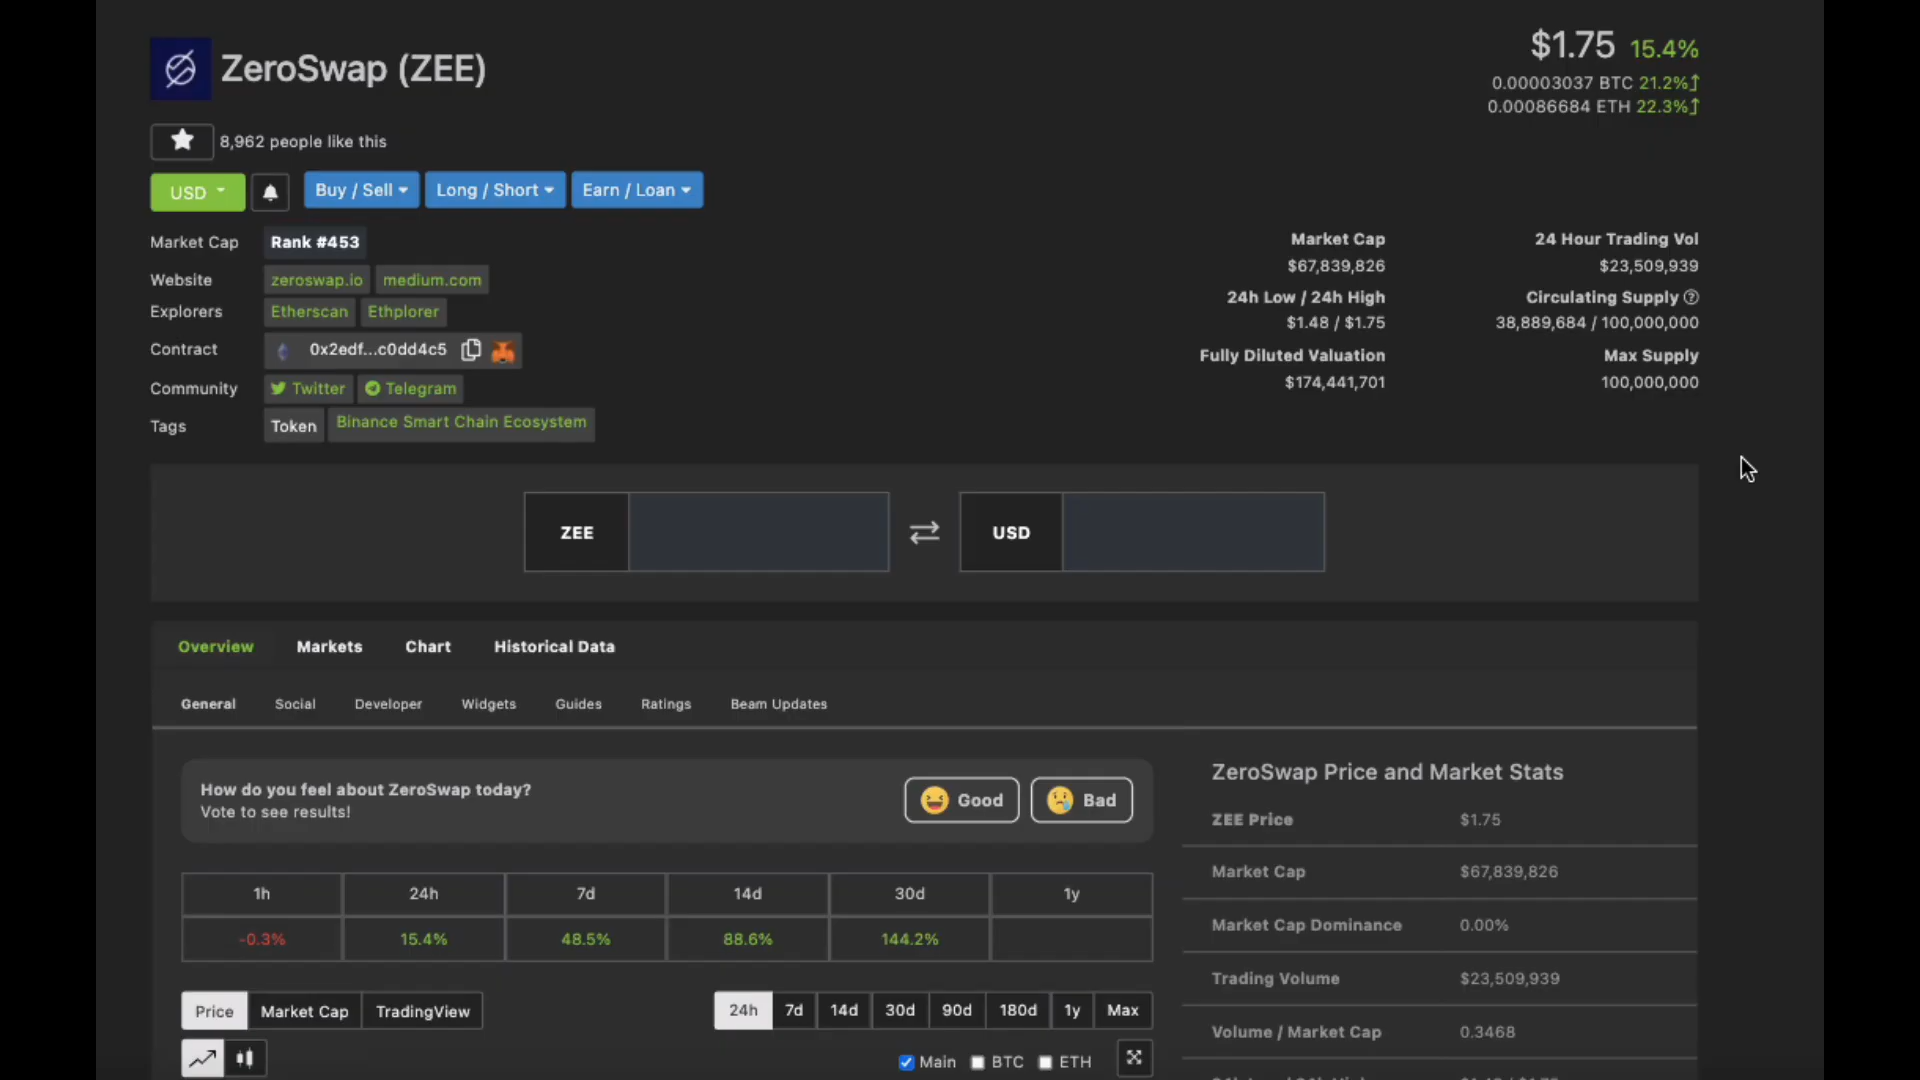 ZeroSwap (ZEE)
$1.75 15.4%
0.00003037 BTC 21.2%
0.00086684 ETH 22.3%
8,962 people like this
USD
Buy / Sell
Long / Short
Earn / Loan
Market Cap Rank #453
Website zeroswap.io medium.com
Explorers Etherscan Ethplorer
Contract 0x2edf...c0dd4c5
Community Twitter Telegram
Tags Token Binance Smart Chain Ecosystem
Market Cap
$67,839,826
24 Hour Trading Vol
$23,509,939
24h Low / 24h High
$1.48 / $1.75
Circulating Supply ?
38,889,684 / 100,000,000
Fully Diluted Valuation
$174,441,701
Max Supply
100,000,000
ZEE
USD
Overview Markets Chart Historical Data
General Social Developer Widgets Guides Ratings Beam Updates
How do you feel about ZeroSwap today?
Vote to see results!
Good
Bad
1h 24h 7d 14d 30d 1y
-0.3% 15.4% 48.5% 88.6% 144.2%
Price Market Cap TradingView
24h 7d 14d 30d 90d 180d 1y Max
Main BTC ETH
ZeroSwap Price and Market Stats
ZEE Price $1.75
Market Cap $67,839,826
Market Cap Dominance 0.00%
Trading Volume $23,509,939
Volume / Market Cap 0.3468